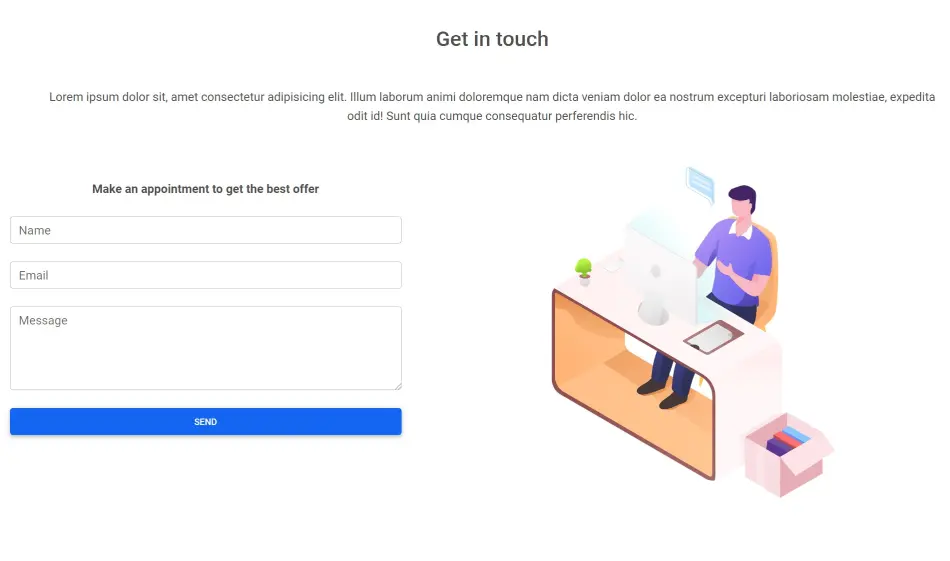 Get in touch
Lorem ipsum dolor sit, amet consectetur adipisicing elit. Illum laborum animi doloremque nam dicta veniam dolor ea nostrum excepturi laboriosam molestiae, expedita
odit id! Sunt quia cumque consequatur perferendis hic.
Make an appointment to get the best offer
Name
Email
Message
SEND